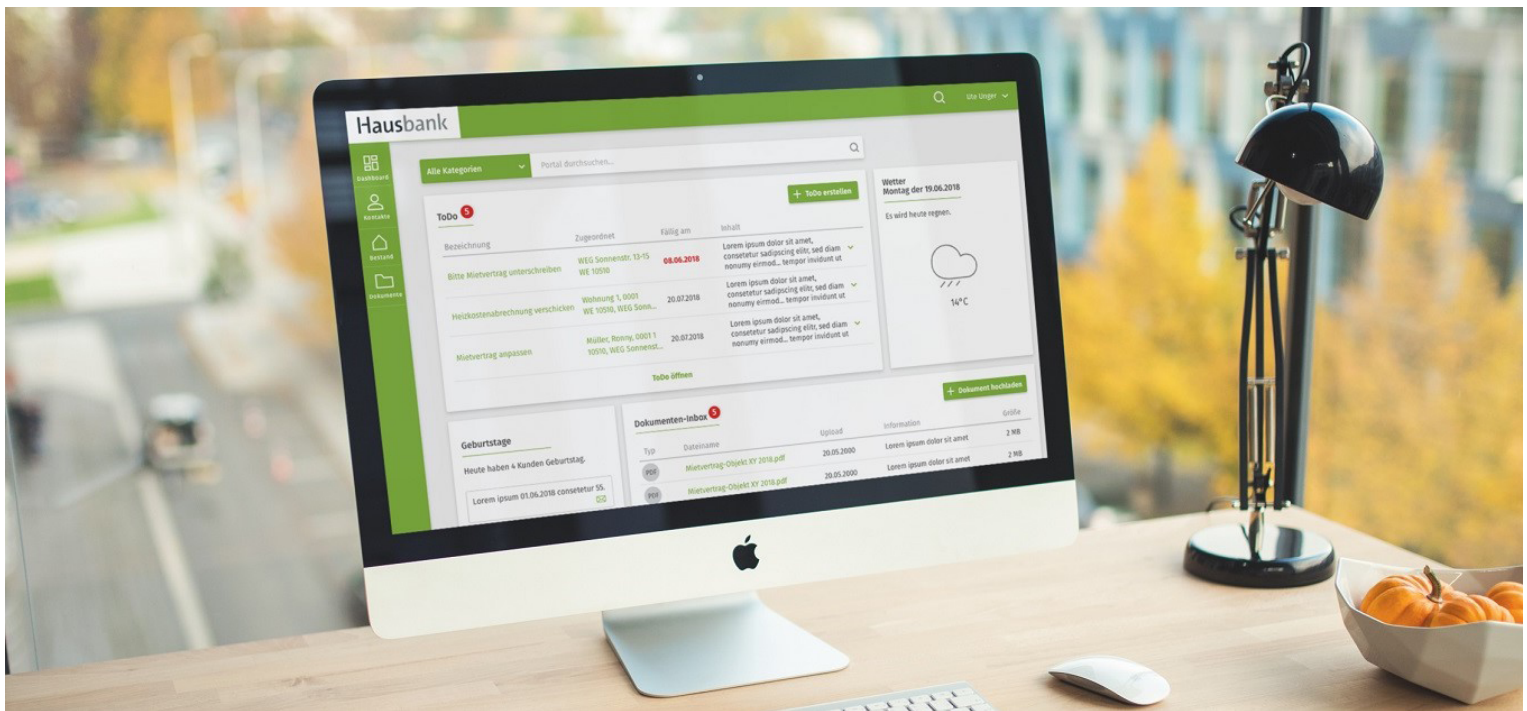 Hausbank
Ute Unger
Dashboard
Kontakte
Bestand
Dokumente
Alle Kategorien
Portal durchsuchen...
ToDo 5
+ ToDo erstellen
Bezeichnung Zugeordnet Fällig am Inhalt
Bitte Mietvertrag unterschreiben
WEG Sonnenstr. 13-15
WE 10510
08.06.2018
Lorem ipsum dolor sit amet,
consetetur sadipscing elitr, sed diam
nonumy eirmod... tempor invidunt ut
Heizkostenabrechnung verschicken
Wohnung 1, 0001
WE 10510, WEG Sonn...
20.07.2018
Lorem ipsum dolor sit amet,
consetetur sadipscing elitr, sed diam
nonumy eirmod... tempor invidunt ut
Mietvertrag anpassen
Müller, Ronny, 0001 1
10510, WEG Sonnenst...
20.07.2018
Lorem ipsum dolor sit amet,
consetetur sadipscing elitr, sed diam
nonumy eirmod... tempor invidunt ut
ToDo öffnen
Wetter
Montag der 19.06.2018
Es wird heute regnen.
14°C
Geburtstage
Heute haben 4 Kunden Geburtstag.
Lorem ipsum 01.06.2018 consetetur 55.
Dokumenten-Inbox 5
+ Dokument hochladen
Typ Dateiname Upload Information Größe
PDF Mietvertrag-Objekt XY 2018.pdf 20.05.2000 Lorem ipsum dolor sit amet 2 MB
PDF Mietvertrag-Objekt XY 2018.pdf 20.05.2000 Lorem ipsum dolor sit amet 2 MB